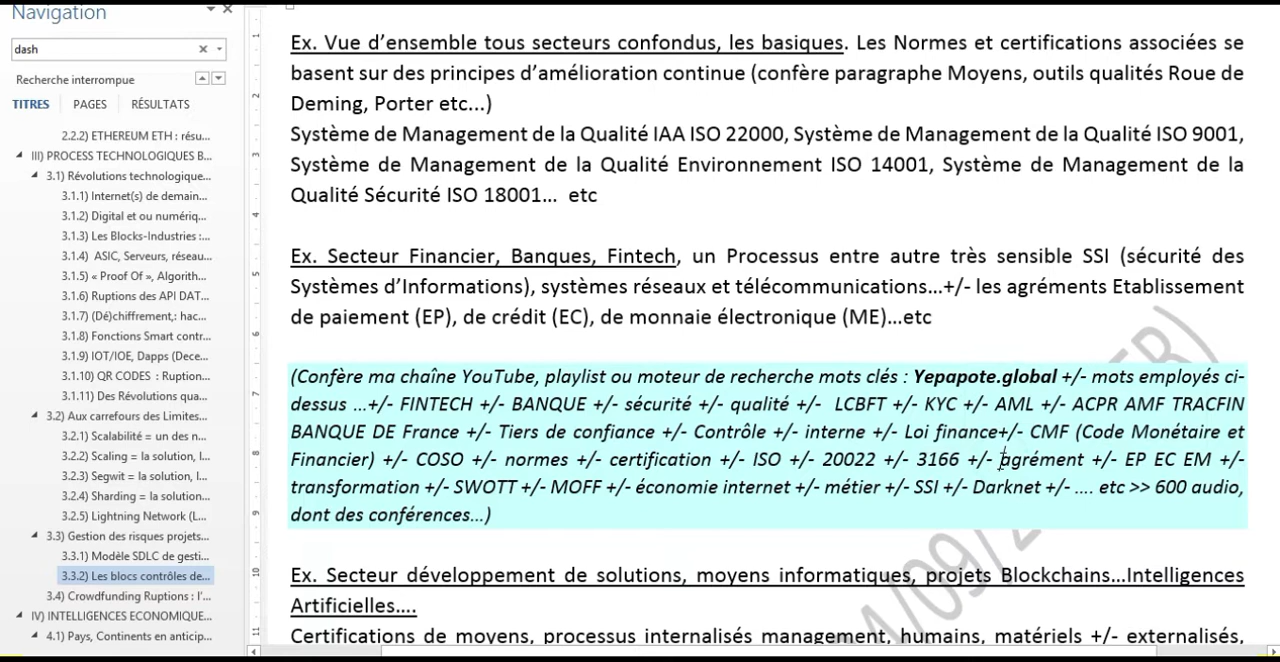 Navigation
dash
Recherche interrompue
TITRES PAGES RÉSULTATS
2.2.2) ETHEREUM ETH : résu...
III) PROCESS TECHNOLOGIQUES B...
3.1) Révolutions technologique...
3.1.1) Internet(s) de demain...
3.1.2) Digital et ou numériq...
3.1.3) Les Blocks-Industries :...
3.1.4) ASIC, Serveurs, réseau...
3.1.5) « Proof Of », Algorith...
3.1.6) Ruptions des API DAT...
3.1.7) (Dé)chiffrement,: hac...
3.1.8) Fonctions Smart contr...
3.1.9) IOT/IOE, Dapps (Dece...
3.1.10) QR CODES : Ruption...
3.1.11) Des Révolutions qua...
3.2) Aux carrefours des Limites...
3.2.1) Scalabilité = un des n...
3.2.2) Scaling = la solution, l...
3.2.3) Segwit = la solution, l...
3.2.4) Sharding = la solution...
3.2.5) Lightning Network (L...
3.3) Gestion des risques projets...
3.3.1) Modèle SDLC de gesti...
3.3.2) Les blocs contrôles de...
3.4) Crowdfunding Ruptions : l'...
IV) INTELLIGENCES ECONOMIQUE...
4.1) Pays, Continents en anticip...
Ex. Vue d'ensemble tous secteurs confondus, les basiques. Les Normes et certifications associées se
basent sur des principes d'amélioration continue (confère paragraphe Moyens, outils qualités Roue de
Deming, Porter etc...)
Système de Management de la Qualité IAA ISO 22000, Système de Management de la Qualité ISO 9001,
Système de Management de la Qualité Environnement ISO 14001, Système de Management de la
Qualité Sécurité ISO 18001... etc
Ex. Secteur Financier, Banques, Fintech, un Processus entre autre très sensible SSI (sécurité des
Systèmes d'Informations), systèmes réseaux et télécommunications...+/- les agréments Etablissement
de paiement (EP), de crédit (EC), de monnaie électronique (ME)...etc
(Confère ma chaîne YouTube, playlist ou moteur de recherche mots clés : Yepapote.global +/- mots employés ci-
dessus ...+/- FINTECH +/- BANQUE +/- sécurité +/- qualité +/- LCBFT +/- KYC +/- AML +/- ACPR AMF TRACFIN
BANQUE DE France +/- Tiers de confiance +/- Contrôle +/- interne +/- Loi finance+/- CMF (Code Monétaire et
Financier) +/- COSO +/- normes +/- certification +/- ISO +/- 20022 +/- 3166 +/- agrément +/- EP EC EM +/-
transformation +/- SWOTT +/- MOFF +/- économie internet +/- métier +/- SSI +/- Darknet +/- .... etc >> 600 audio,
dont des conférences...)
Ex. Secteur développement de solutions, moyens informatiques, projets Blockchains...Intelligences
Artificielles....
Certifications de moyens, processus internalisés management, humains, matériels +/- externalisés,